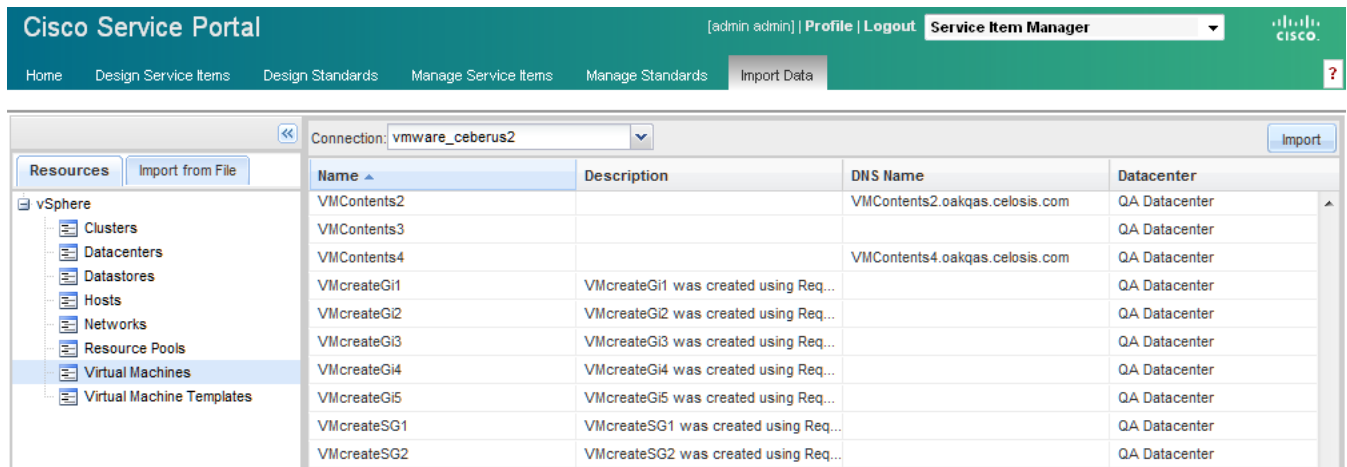 Cisco Service Portal
[admin admin] | Profile | Logout Service Item Manager
cisco.
Home Design Service Items Design Standards Manage Service Items Manage Standards Import Data ?
Connection: vmware_ceberus2 Import
Resources Import from File
Name Description DNS Name Datacenter
vSphere
Clusters
Datacenters
Datastores
Hosts
Networks
Resource Pools
Virtual Machines
Virtual Machine Templates
VMContents2 VMContents2.oakqas.celosis.com QA Datacenter
VMContents3 QA Datacenter
VMContents4 VMContents4.oakqas.celosis.com QA Datacenter
VMcreateGi1 VMcreateGi1 was created using Req... QA Datacenter
VMcreateGi2 VMcreateGi2 was created using Req... QA Datacenter
VMcreateGi3 VMcreateGi3 was created using Req... QA Datacenter
VMcreateGi4 VMcreateGi4 was created using Req... QA Datacenter
VMcreateGi5 VMcreateGi5 was created using Req... QA Datacenter
VMcreateSG1 VMcreateSG1 was created using Req... QA Datacenter
VMcreateSG2 VMcreateSG2 was created using Req... QA Datacenter